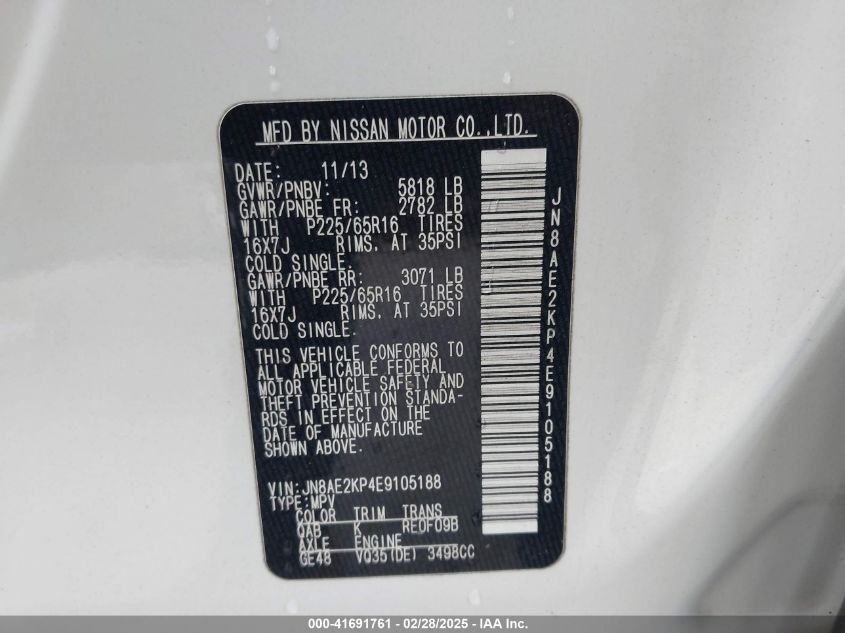 MFD BY NISSAN MOTOR CO.,LTD.
DATE: 11/13
GVWR/PNBV: 5818 LB
GAWR/PNBE FR: 2782 LB
WITH P225/65R16 TIRES
16X7J RIMS, AT 35PSI
COLD SINGLE.
GAWR/PNBE RR: 3071 LB
WITH P225/65R16 TIRES
16X7J RIMS, AT 35PSI
COLD SINGLE.
THIS VEHICLE CONFORMS TO
ALL APPLICABLE FEDERAL
MOTOR VEHICLE SAFETY AND
THEFT PREVENTION STANDA-
RDS IN EFFECT ON THE
DATE OF MANUFACTURE
SHOWN ABOVE.
VIN:JN8AE2KP4E9105188
TYPE:MPV
COLOR TRIM TRANS
QAB K RE0F09B
AXLE ENGINE
GE48 VQ35(DE) 3498CC
JN8AE2KP4E9105188
000-41691761 - 02/28/2025 - IAA Inc.